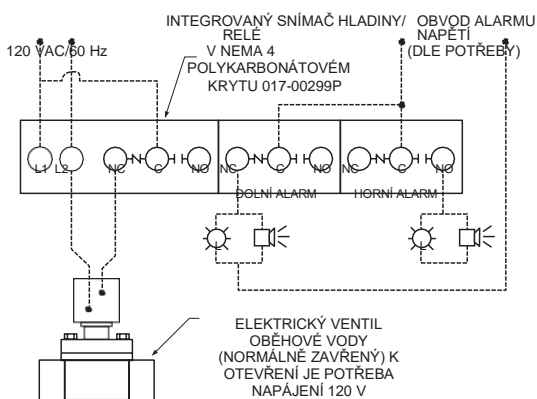 INTEGROVANÝ SNÍMAČ HLADINY/
RELÉ
V NEMA 4
POLYKARBONÁTOVÉM
KRYTU 017-00299P
OBVOD ALARMU
NAPĚTÍ
(DLE POTŘEBY)
120 VAC/60 Hz
L1 L2 NC C NO NC C NO NC C NO
DOLNÍ ALARM HORNÍ ALARM
ELEKTRICKÝ VENTIL
OBĚHOVÉ VODY
(NORMÁLNĚ ZAVŘENÝ) K
OTEVŘENÍ JE POTŘEBA
NAPÁJENÍ 120 V